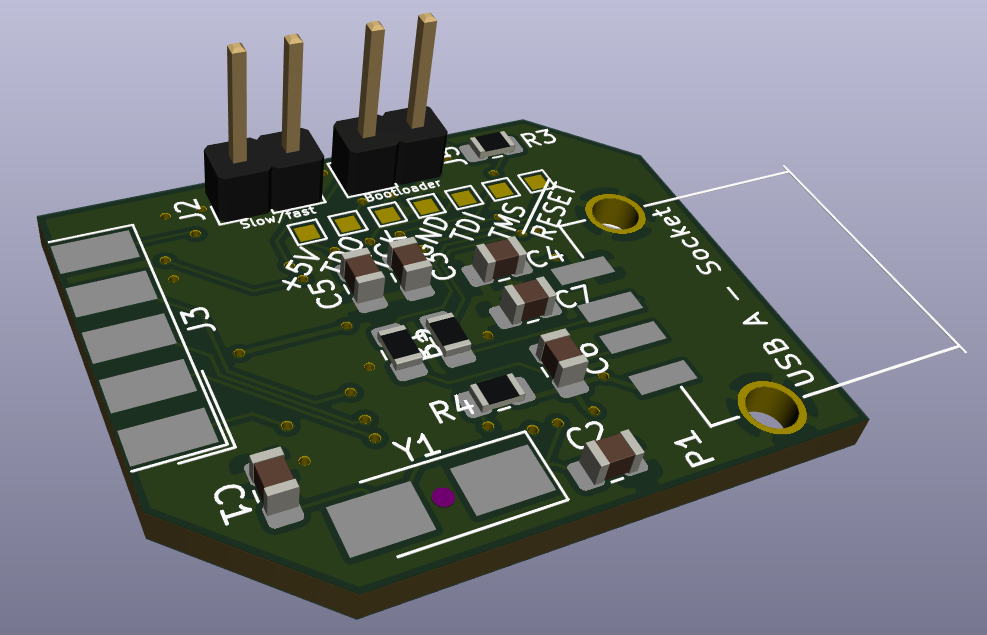 R3
J5
Bootloader
J2
Slow/fast
+5V
TDO
TCK
GND
TDI
TMS
RESET
Socket
USB A -
C5
C3
C4
C7
J3
C6
R4
Y1
C2
P1
C1